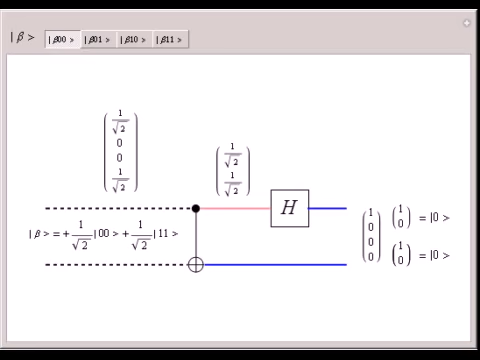 | β >
| β00 >
| β01 >
| β10 >
| β11 >
1/√2
0
0
1/√2
1/√2
1/√2
H
| β > = + 1/√2 | 00 > + 1/√2 | 11 >
1
0
0
0
1
0
= |0 >
1
0
= |0 >